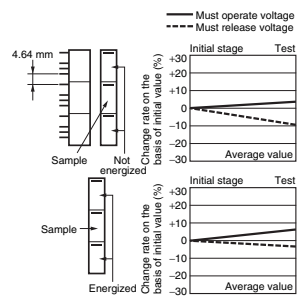 Must operate voltage
Must release voltage
4.64 mm
Sample
Not
energized
Initial stage Test
Change rate on the
basis of initial value (%)
+30
+20
+10
0
−10
−20
−30
Average value
Sample
Energized
Initial stage Test
Change rate on the
basis of initial value (%)
+30
+20
+10
0
−10
−20
−30
Average value